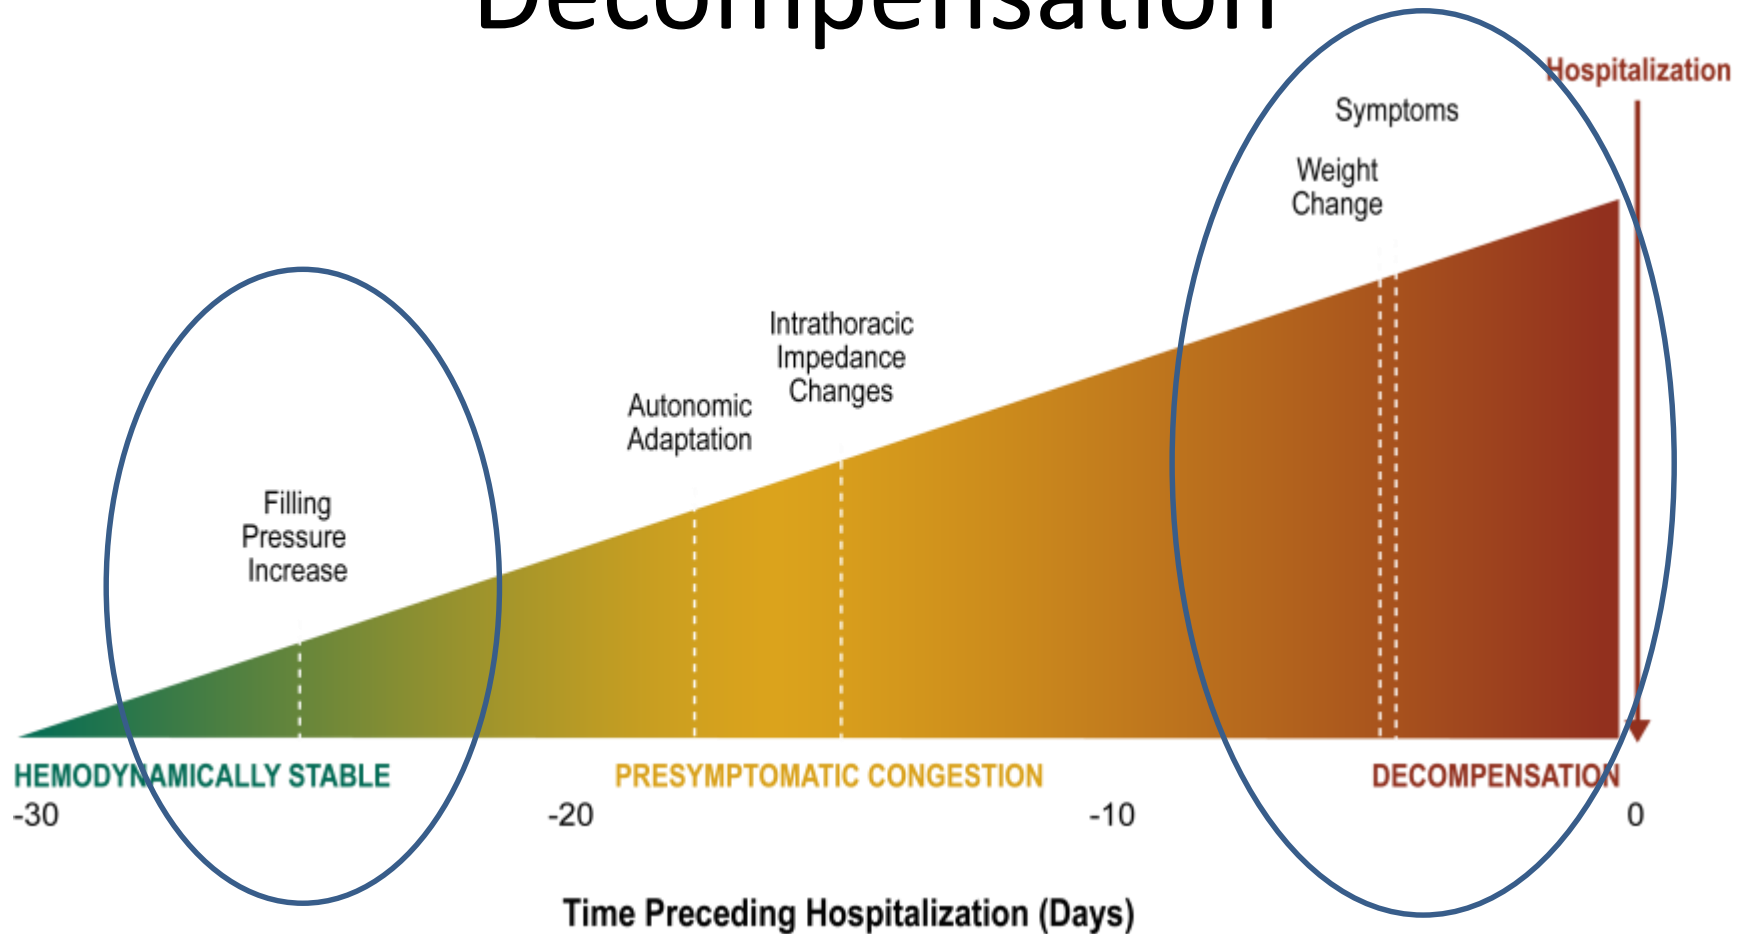 Decompensation
Hospitalization
Symptoms
Weight
Change
Intrathoracic
Impedance
Changes
Autonomic
Adaptation
Filling
Pressure
Increase
HEMODYNAMICALLY STABLE
PRESYMPTOMATIC CONGESTION
DECOMPENSATION
-30
-20
-10
0
Time Preceding Hospitalization (Days)